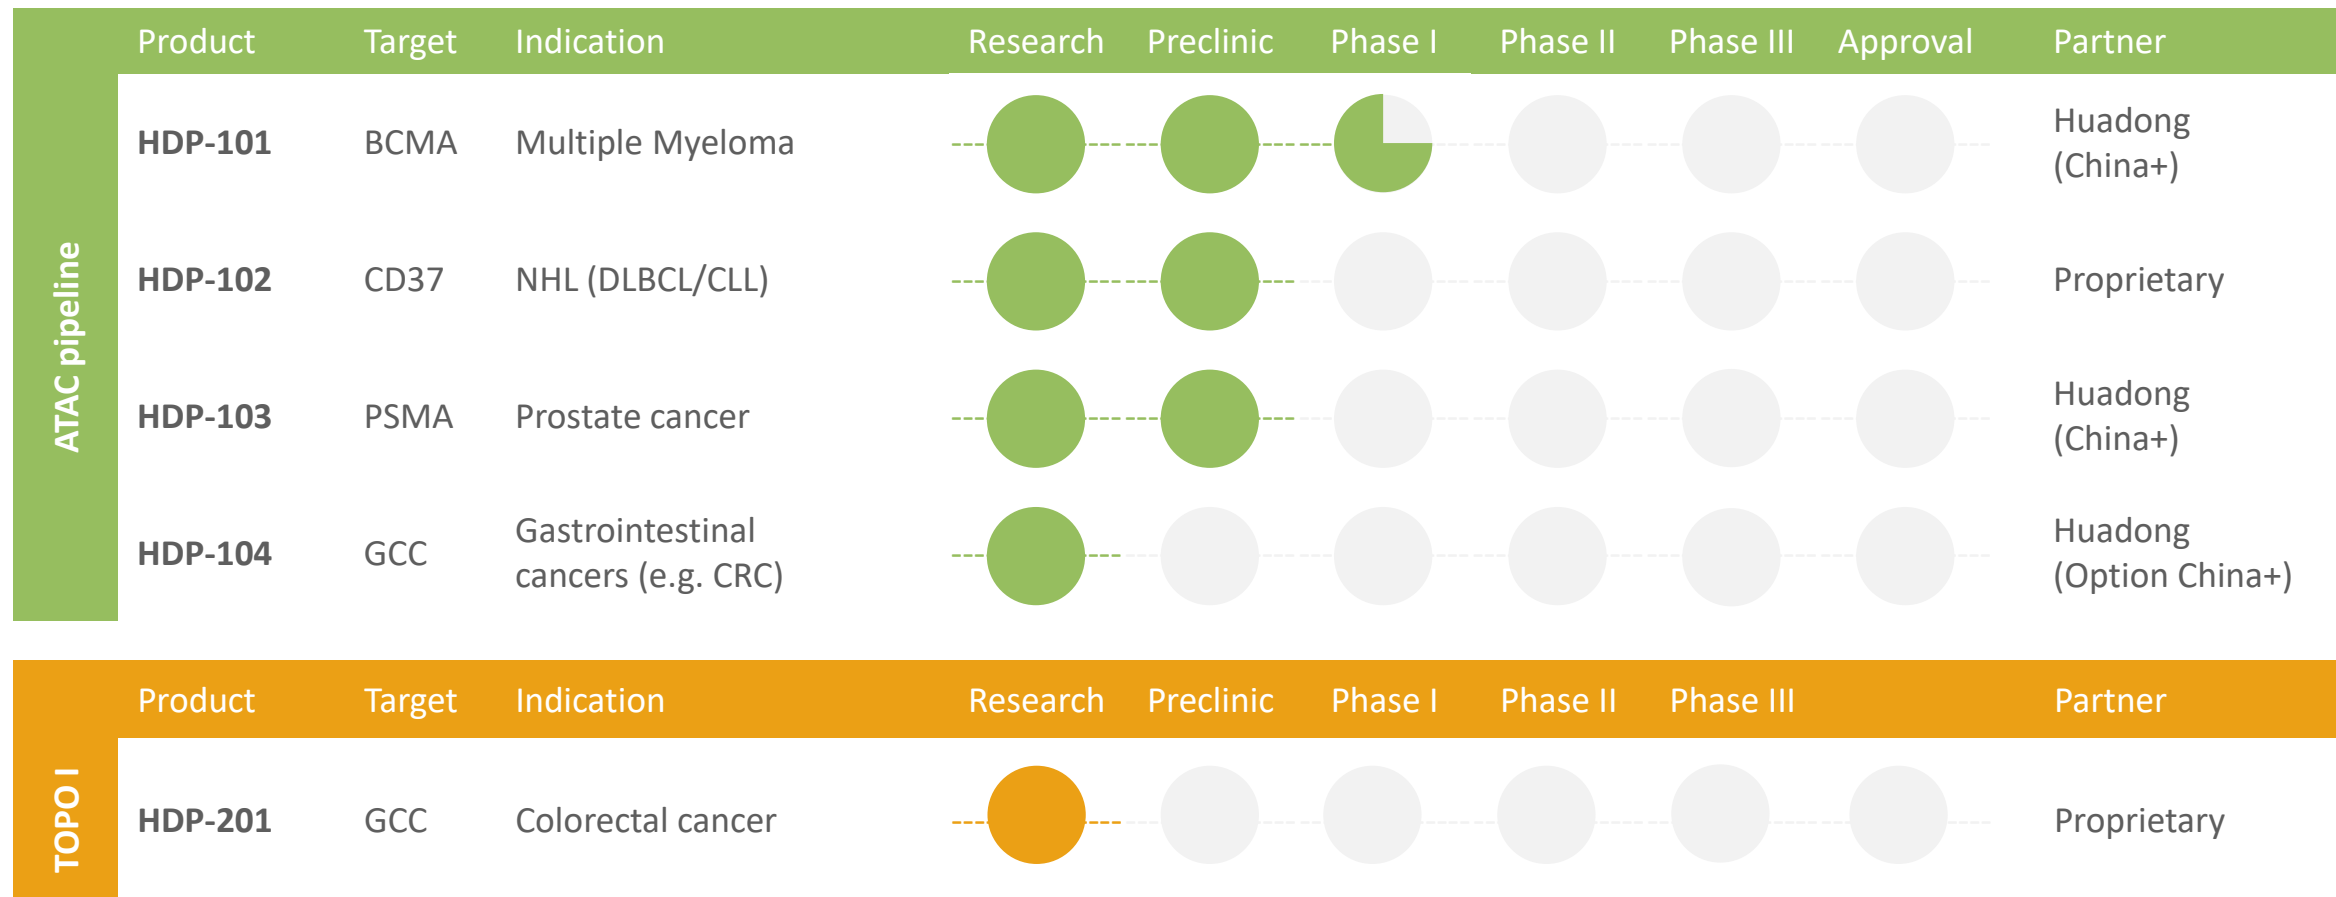 Product Target Indication Research Preclinic Phase I Phase II Phase III Approval Partner
ATAC pipeline
HDP-101 BCMA Multiple Myeloma Huadong
(China+)
HDP-102 CD37 NHL (DLBCL/CLL) Proprietary
HDP-103 PSMA Prostate cancer Huadong
(China+)
HDP-104 GCC Gastrointestinal
cancers (e.g. CRC) Huadong
(Option China+)
Product Target Indication Research Preclinic Phase I Phase II Phase III Partner
TOPO I
HDP-201 GCC Colorectal cancer Proprietary